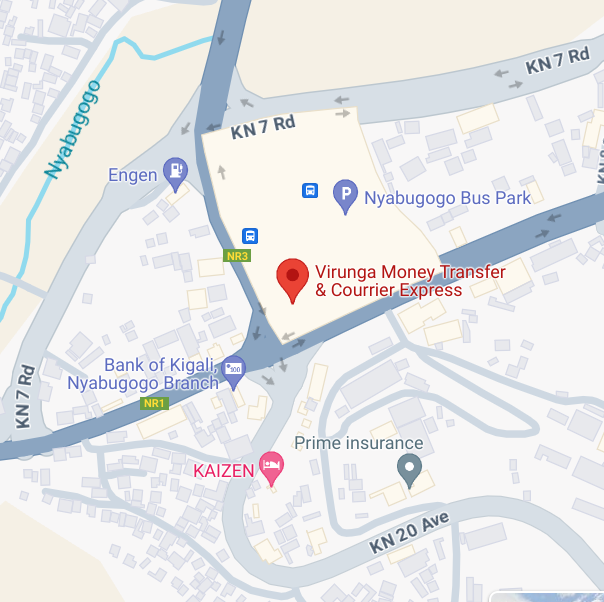 KN 7 Rd
Nyabugogo
KN 7 Rd
Engen
P
Nyabugogo Bus Park
NR3
Virunga Money Transfer
& Courrier Express
Bank of Kigali,
Nyabugogo Branch
KN 7 Rd
NR1
Prime insurance
KAIZEN
KN 20 Ave